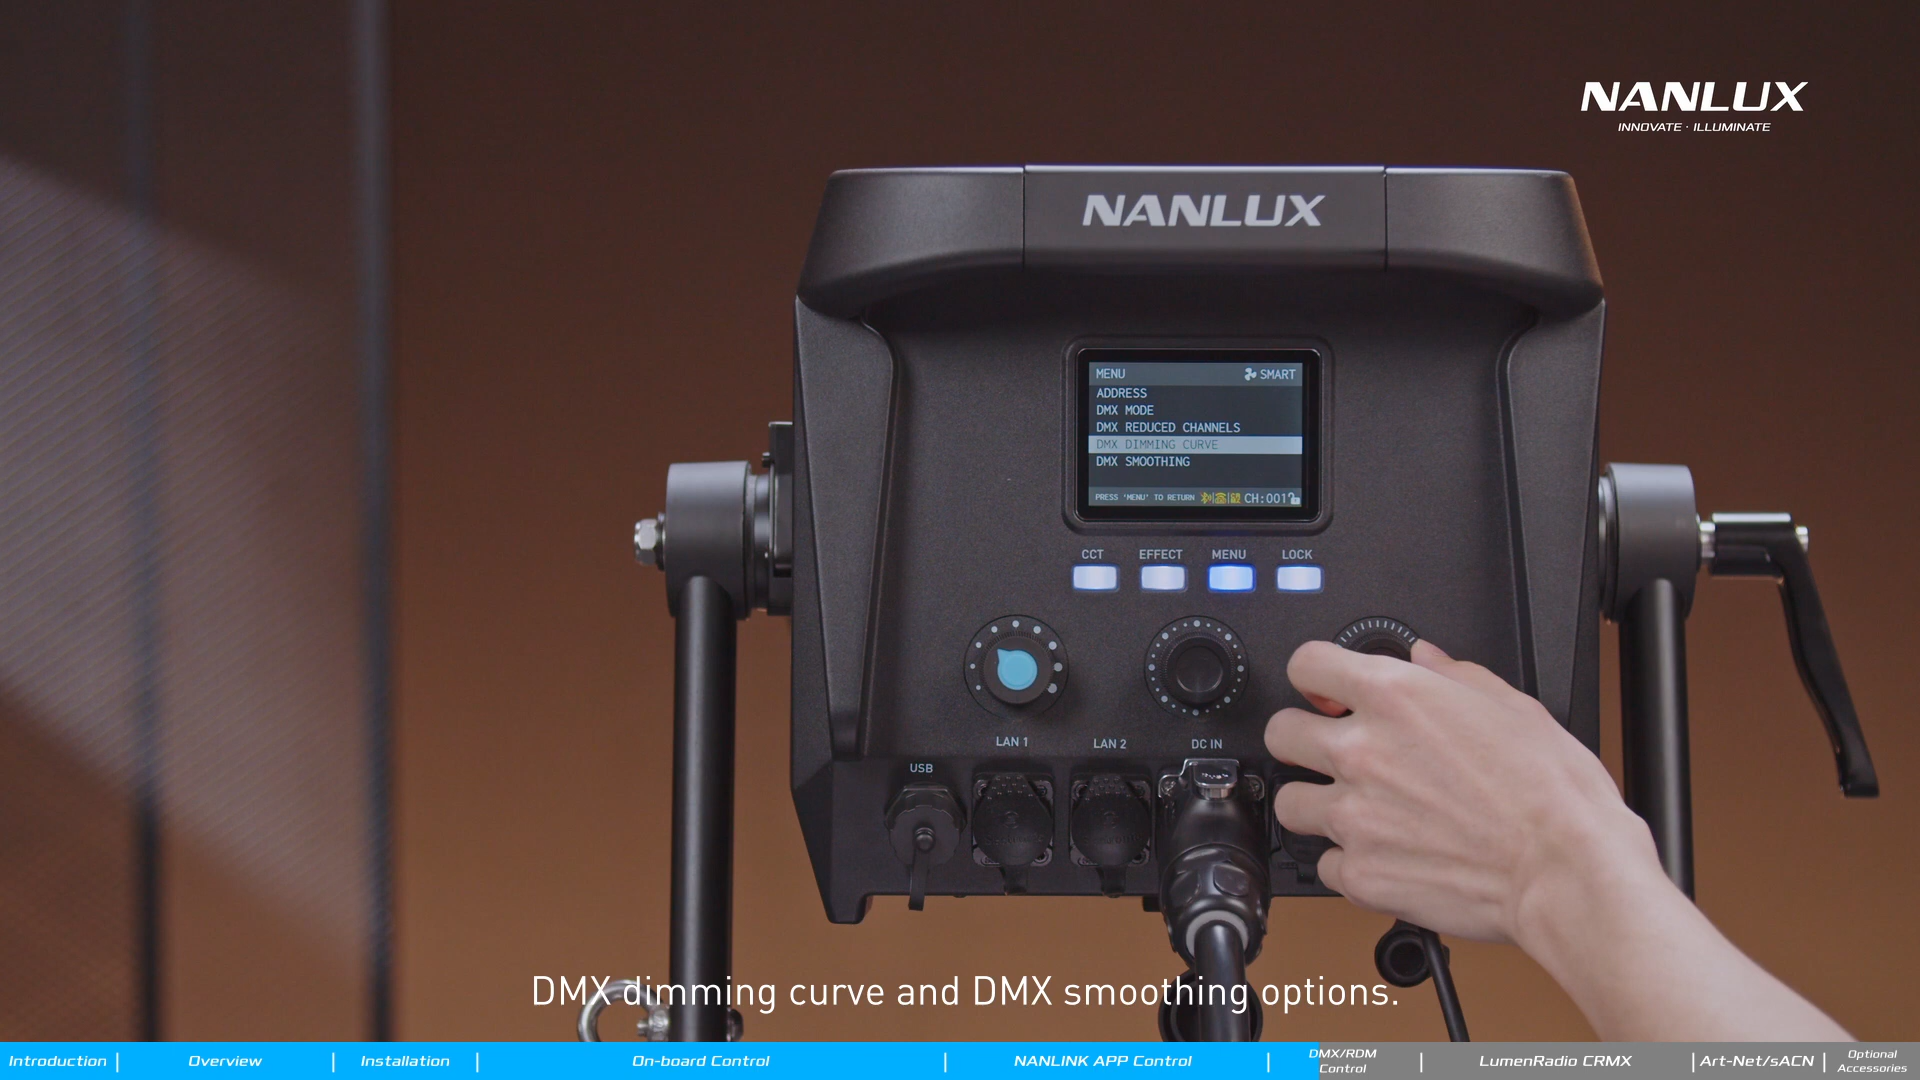 NANLUX
INNOVATE · ILLUMINATE
NANLUX
MENU SMART
ADDRESS
DMX MODE
DMX REDUCED CHANNELS
DMX DIMMING CURVE
DMX SMOOTHING
PRESS 'MENU' TO RETURN CH:001
CCT EFFECT MENU LOCK
LAN 1 LAN 2 DC IN
USB
DMX dimming curve and DMX smoothing options.
Introduction | Overview | Installation | On-board Control | NANLINK APP Control | DMX/RDM Control | LumenRadio CRMX | Art-Net/sACN | Optional Accessories